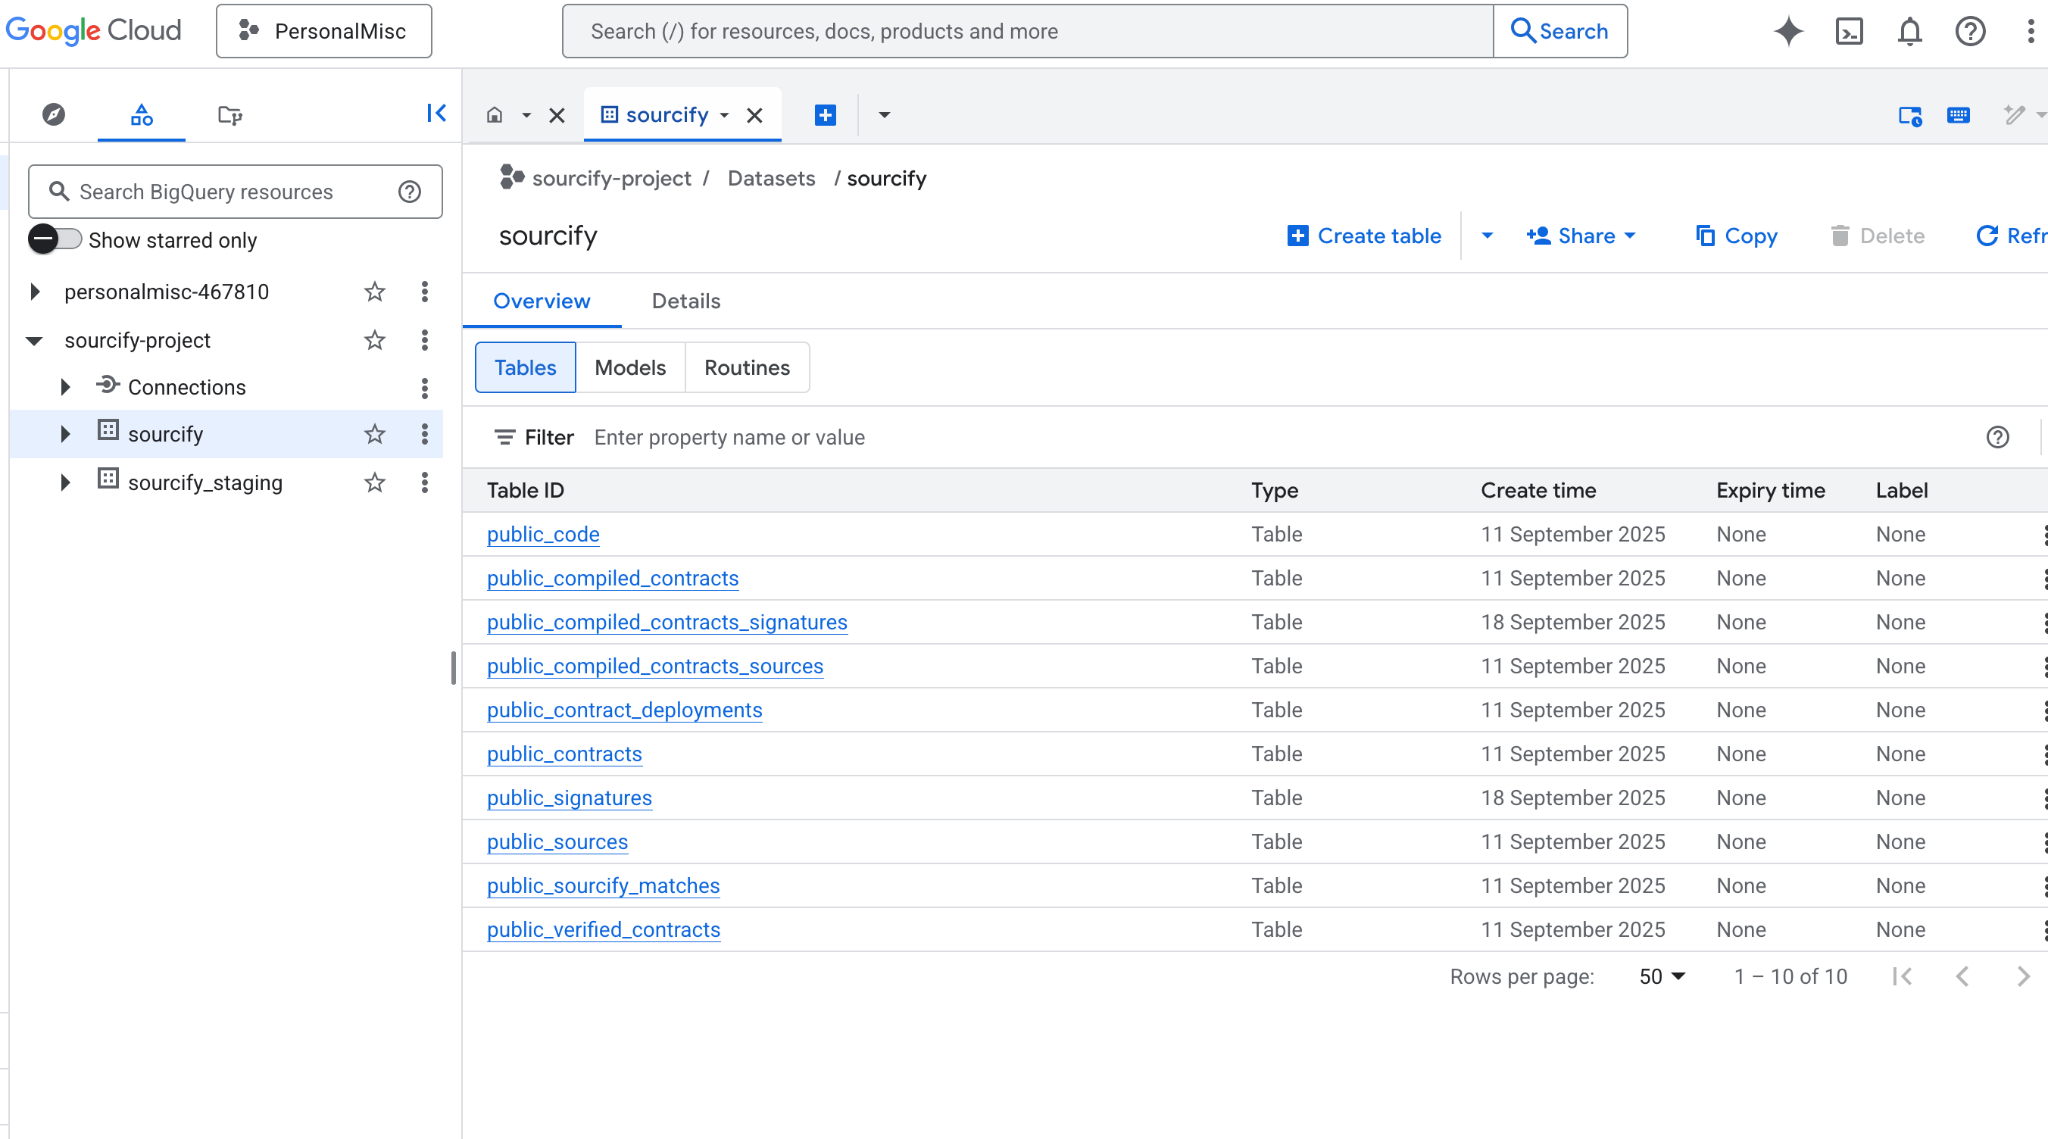 Google Cloud PersonalMisc Search (/) for resources, docs, products and more Search
sourcify
Search BigQuery resources
Show starred only
personalmisc-467810
sourcify-project
Connections
sourcify
sourcify_staging
sourcify-project / Datasets / sourcify
sourcify Create table Share Copy Delete Refr
Overview Details
Tables Models Routines
Filter Enter property name or value
Table ID Type Create time Expiry time Label
public_code Table 11 September 2025 None None
public_compiled_contracts Table 11 September 2025 None None
public_compiled_contracts_signatures Table 18 September 2025 None None
public_compiled_contracts_sources Table 11 September 2025 None None
public_contract_deployments Table 11 September 2025 None None
public_contracts Table 11 September 2025 None None
public_signatures Table 18 September 2025 None None
public_sources Table 11 September 2025 None None
public_sourcify_matches Table 11 September 2025 None None
public_verified_contracts Table 11 September 2025 None None
Rows per page: 50 1 – 10 of 10